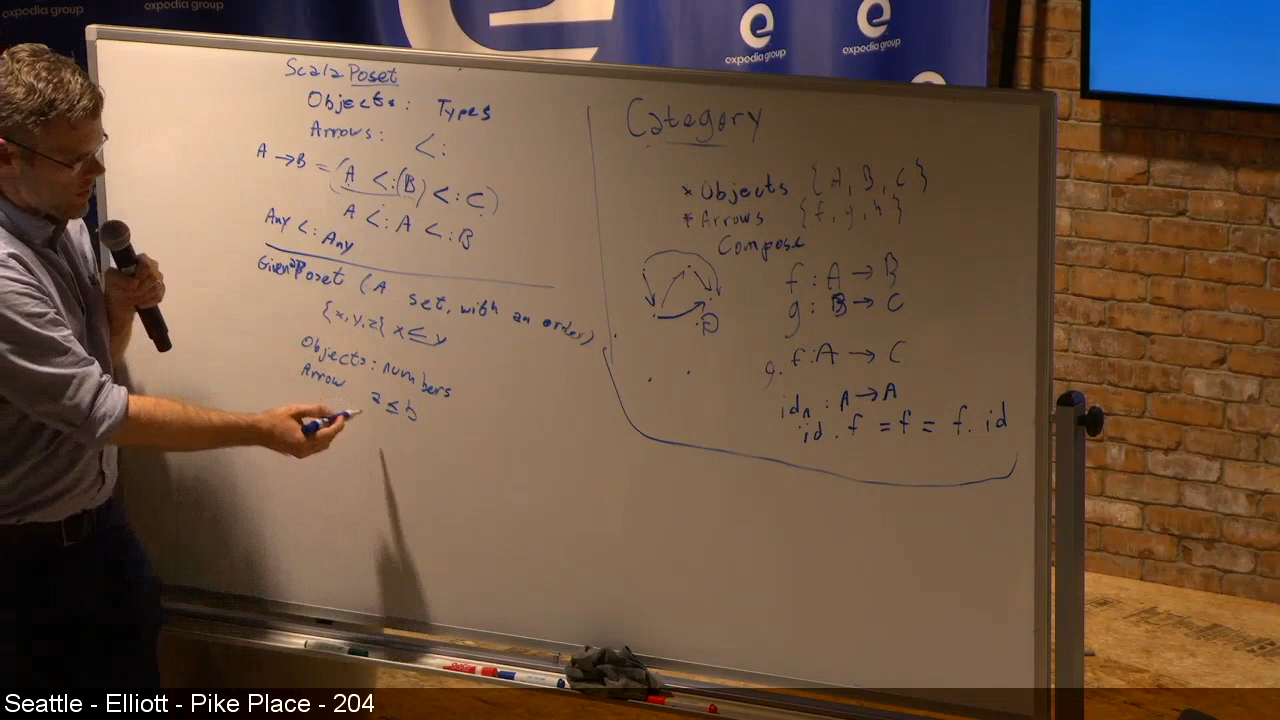 expedia group
expedia group
expedia group
Scala Poset
Objects: Types
Arrows: <:
A → B = (A <: (B) <: C)
A <: A <: B
Any <: Any
Given Poset (A set, with an order)
{x, y, z} x ≤ y
Objects: numbers
Arrow
a ≤ b
Category
* Objects {A, B, C}
* Arrows {f, g, h}
Compose
f : A → B
g : B → C
g . f : A → C
id_A : A → A
id . f = f = f . id
Seattle - Elliott - Pike Place - 204